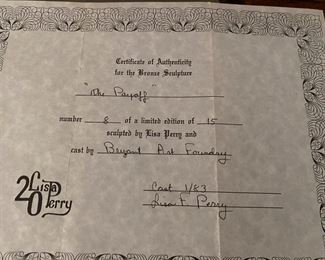 Certificate of Authenticity
for the Bronze Sculpture
"The Payoff"
number 8 of a limited edition of 15
sculpted by Lisa Perry and
cast by Bryant Art Foundry
Cast 1/83
Lisa F. Perry
20 Lisa
Perry